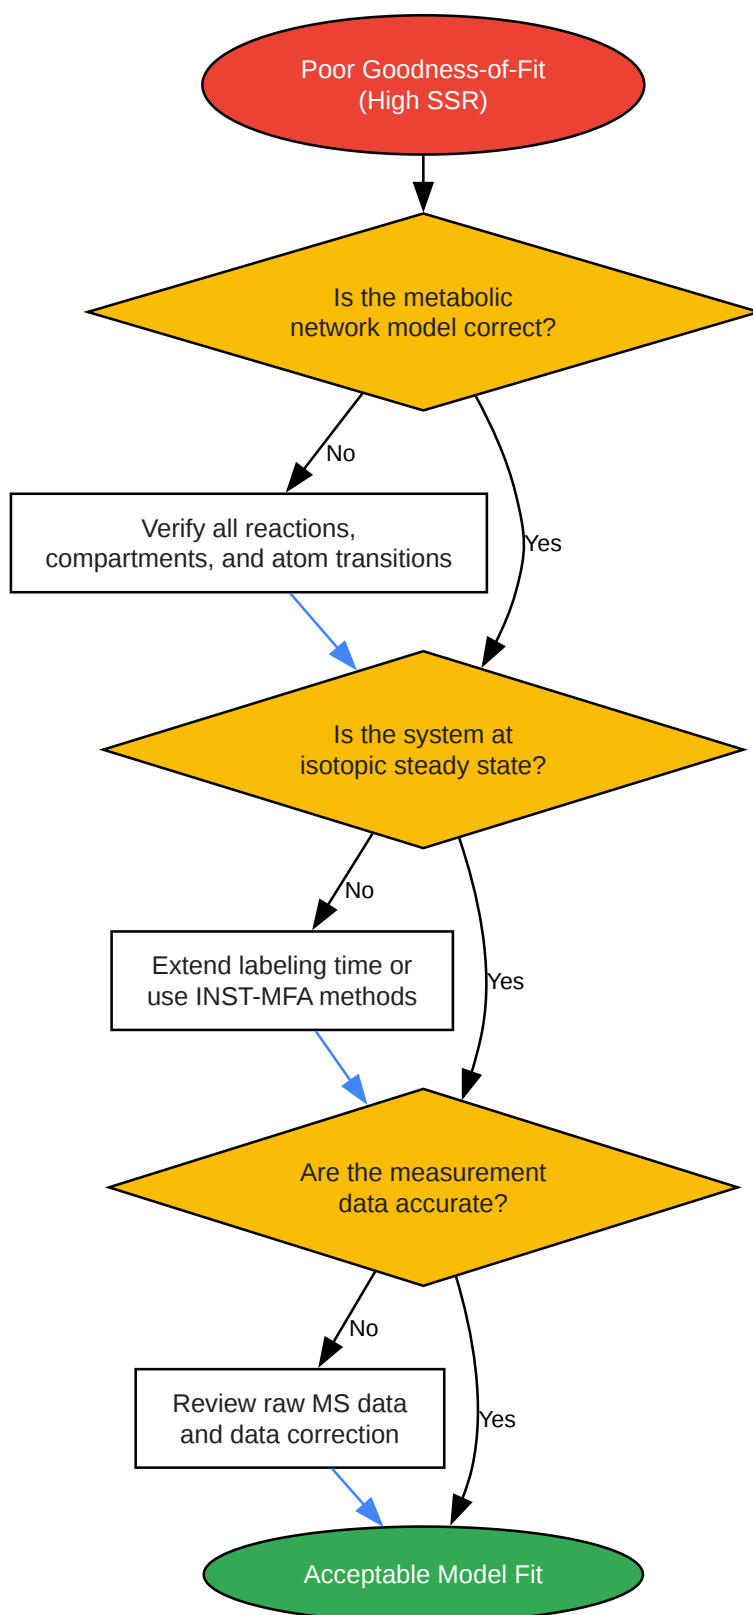 Poor Goodness-of-Fit
(High SSR)
Is the metabolic
network model correct?
No
Verify all reactions,
compartments, and atom transitions
Yes
Is the system at
isotopic steady state?
No
Extend labeling time or
use INST-MFA methods
Yes
Are the measurement
data accurate?
No
Review raw MS data
and data correction
Yes
Acceptable Model Fit